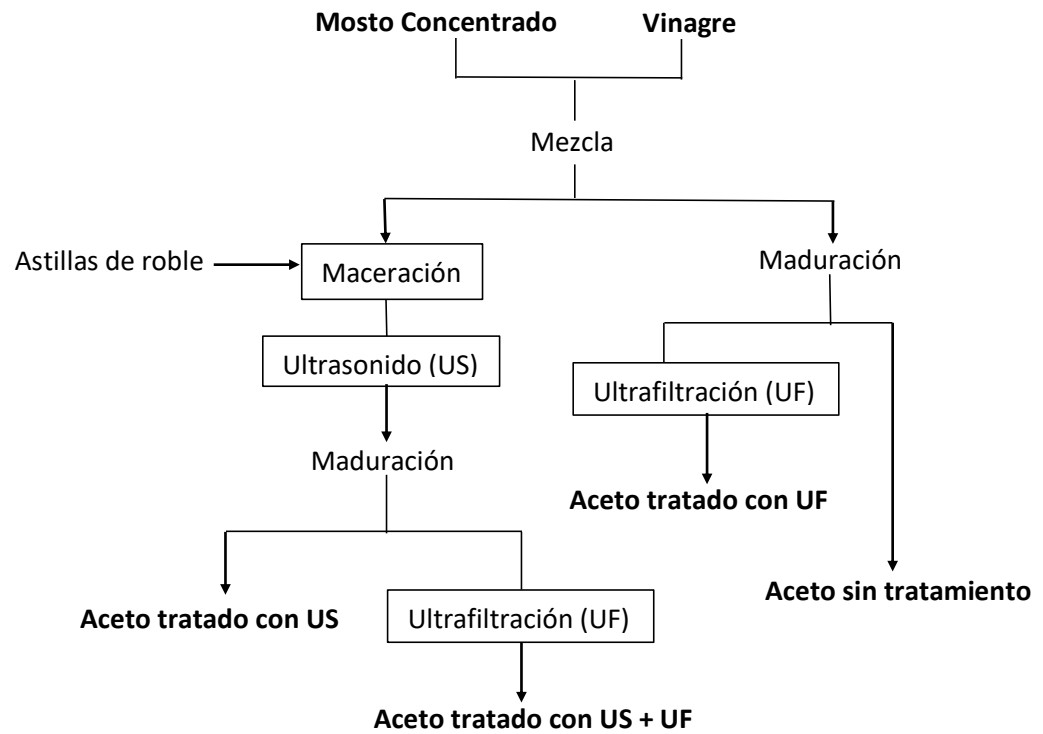 Mosto Concentrado
Vinagre
Mezcla
Astillas de roble
Maceración
Maduración
Ultrasonido (US)
Ultrafiltración (UF)
Maduración
Aceto tratado con UF
Aceto sin tratamiento
Aceto tratado con US
Ultrafiltración (UF)
Aceto tratado con US + UF